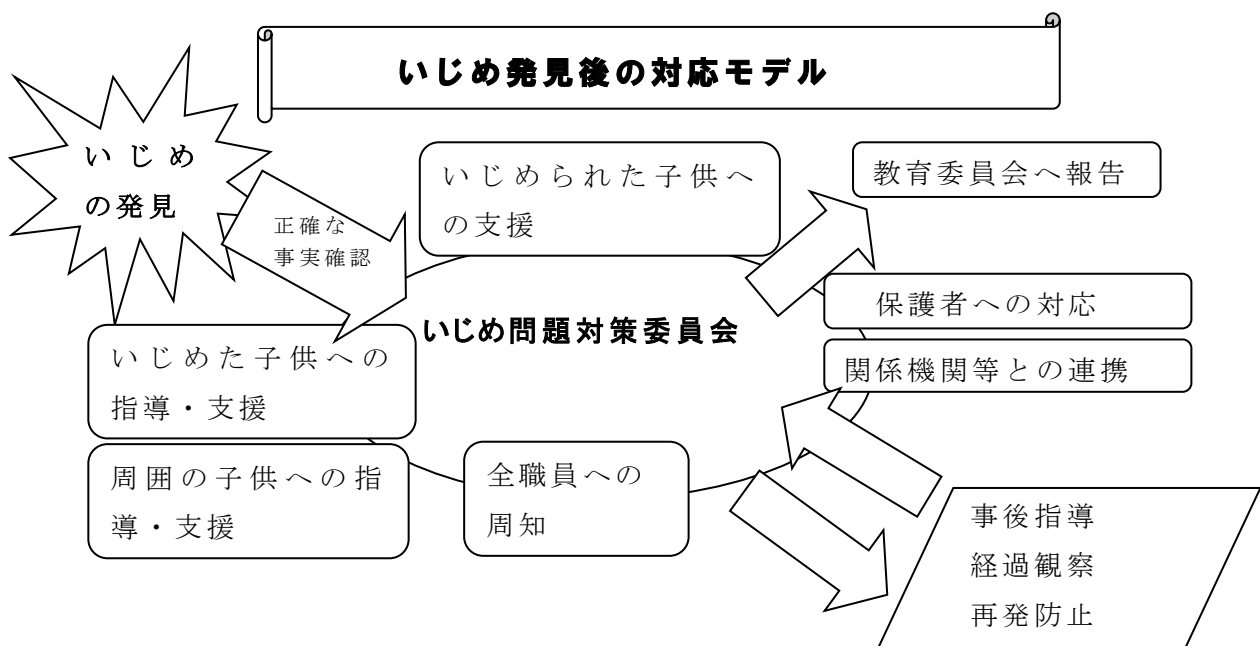 いじめ発見後の対応モデル
いじめ
の発見
正確な
事実確認
いじめられた子供へ
の支援
教育委員会へ報告
保護者への対応
関係機関等との連携
いじめ問題対策委員会
いじめた子供への
指導・支援
周囲の子供への指
導・支援
全職員への
周知
事後指導
経過観察
再発防止